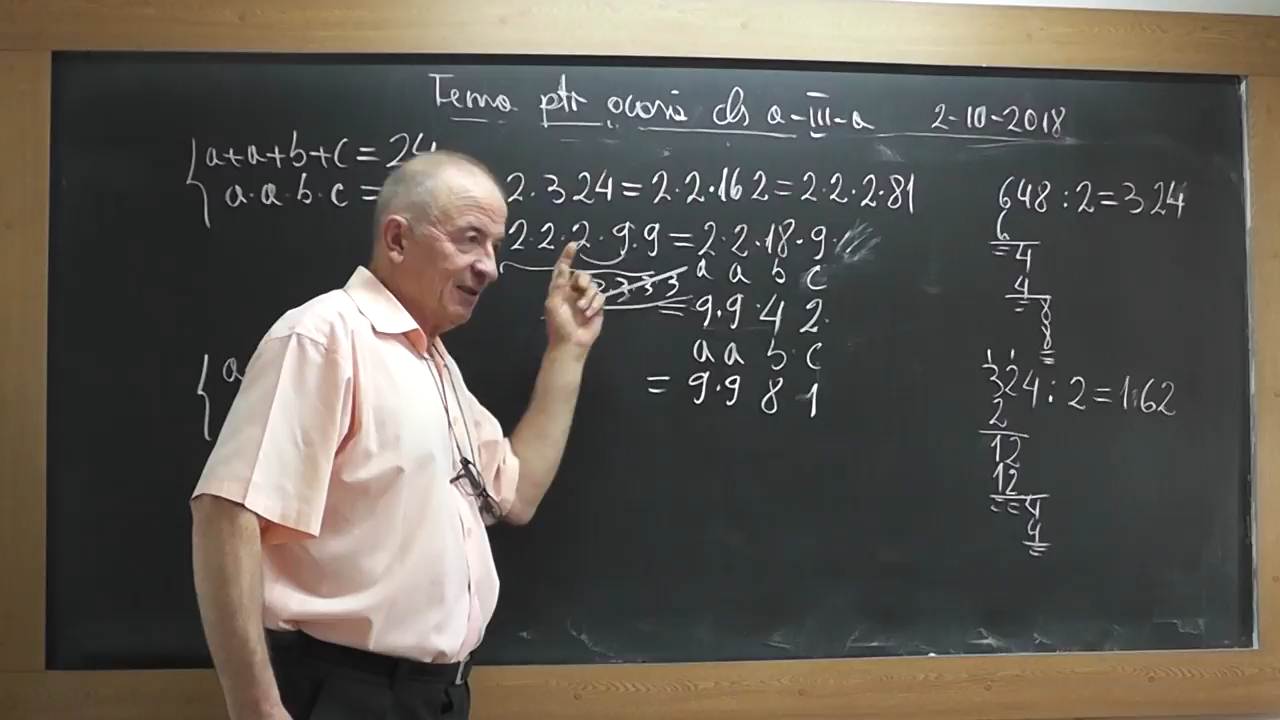 Tema ptr acasă cls a-III-a 2-10-2018
a+a+b+c=24
a·a·b·c=
2·324=2·2·162=2·2·2·81
2·2·2·9·9=2·2·18·9
a a b c
=9·9·4 2
a a b c
=9·9 8 1
a
648:2=324
6
=4
4
=8
8
=
324:2=162
2
12
12
==4
4
=